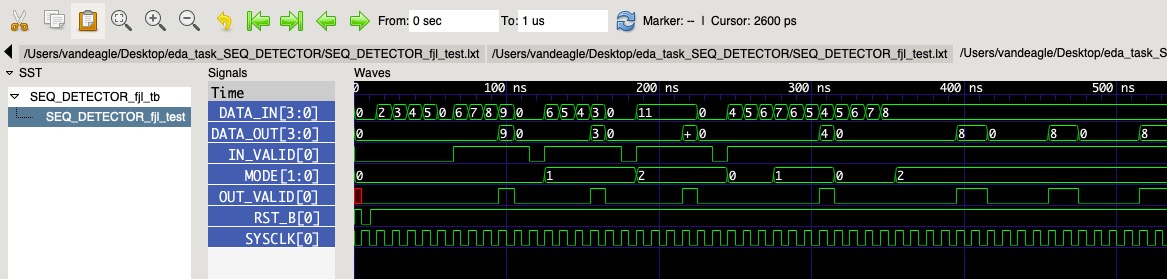 From: 0 sec To: 1 us Marker: -- | Cursor: 2600 ps
/Users/vandeagle/Desktop/eda_task_SEQ_DETECTOR/SEQ_DETECTOR_fjl_test.lxt /Users/vandeagle/Desktop/eda_task_SEQ_DETECTOR/SEQ_DETECTOR_fjl_test.lxt /Users/vandeagle/Desktop/eda_task_S
SST Signals Waves
SEQ_DETECTOR_fjl_tb
SEQ_DETECTOR_fjl_test
Time 0 100 ns 200 ns 300 ns 400 ns 500 ns
DATA_IN[3:0] 0 2 3 4 5 0 6 7 8 9 0 6 5 4 3 0 11 0 4 5 6 7 6 5 4 5 6 7 8
DATA_OUT[3:0] 0 9 0 3 0 + 0 4 0 8 0 8 0 8
IN_VALID[0]
MODE[1:0] 0 1 2 0 1 0 2
OUT_VALID[0]
RST_B[0]
SYSCLK[0]